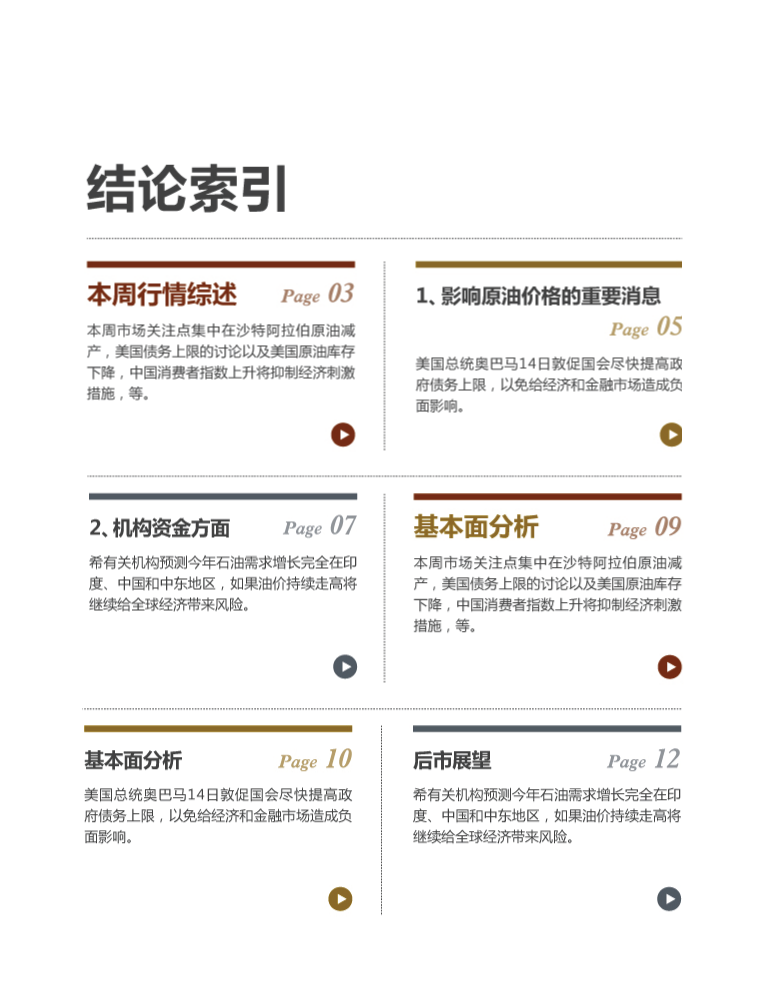 结论索引
本周行情综述 Page 03
本周市场关注点集中在沙特阿拉伯原油减
产，美国债务上限的讨论以及美国原油库存
下降，中国消费者指数上升将抑制经济刺激
措施，等。
1、影响原油价格的重要消息
Page 05
美国总统奥巴马14日敦促国会尽快提高政
府债务上限，以免给经济和金融市场造成负
面影响。
2、机构资金方面 Page 07
希有关机构预测今年石油需求增长完全在印
度、中国和中东地区，如果油价持续走高将
继续给全球经济带来风险。
基本面分析 Page 09
本周市场关注点集中在沙特阿拉伯原油减
产，美国债务上限的讨论以及美国原油库存
下降，中国消费者指数上升将抑制经济刺激
措施，等。
基本面分析 Page 10
美国总统奥巴马14日敦促国会尽快提高政
府债务上限，以免给经济和金融市场造成负
面影响。
后市展望 Page 12
希有关机构预测今年石油需求增长完全在印
度、中国和中东地区，如果油价持续走高将
继续给全球经济带来风险。